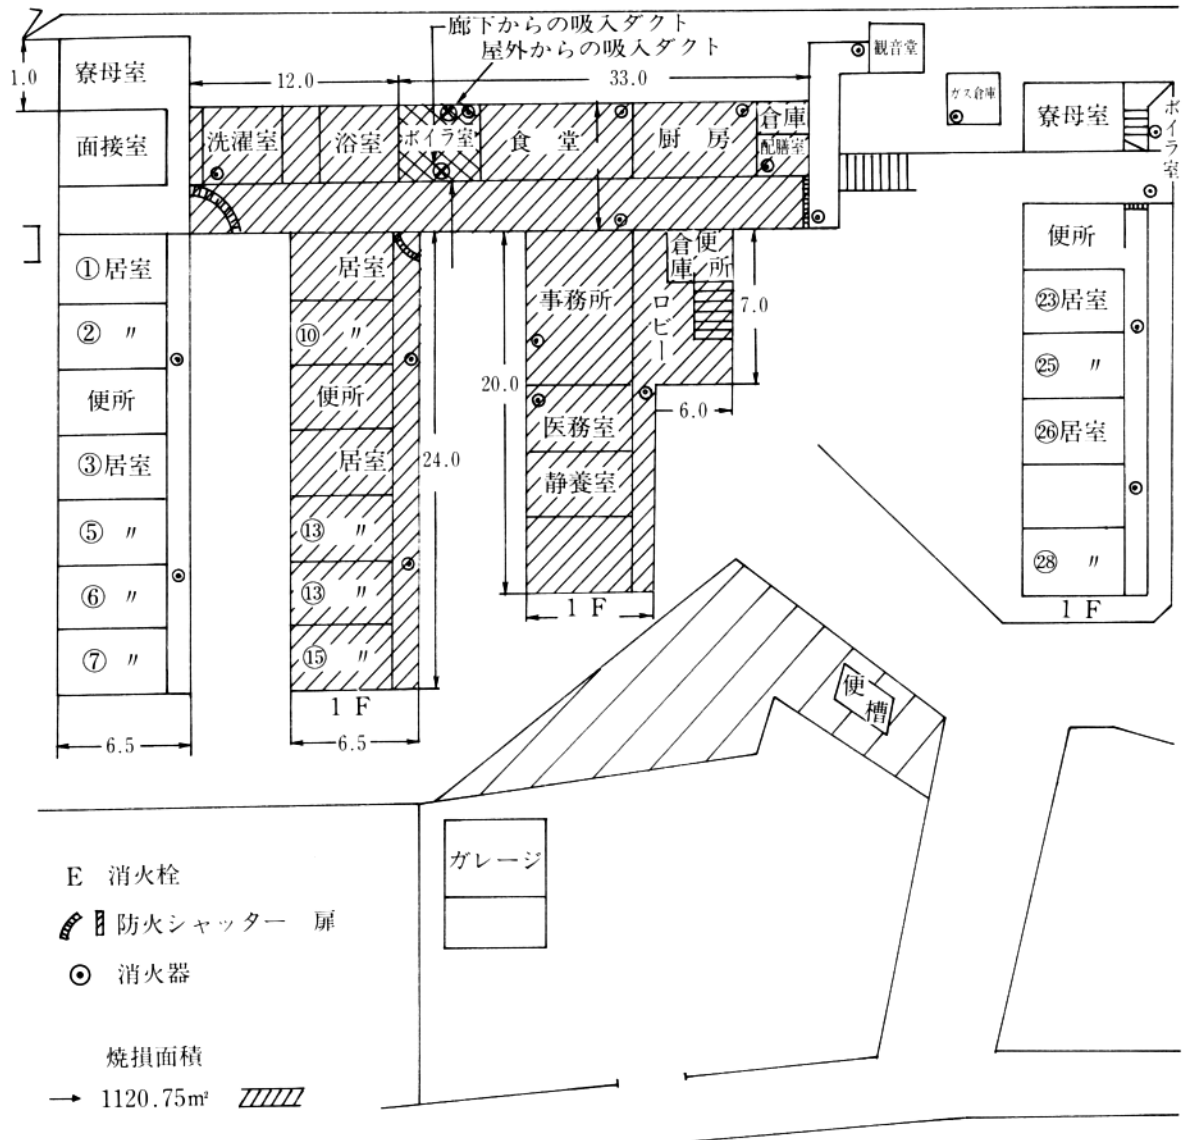 廊下からの吸入ダクト
屋外からの吸入ダクト
観音堂
寮母室
1.0
12.0
33.0
ガス倉庫
寮母室
ボイラ室
面接室
洗濯室
浴室
ボイラ室
食堂
厨房
倉庫
配膳室
①居室
② 〃
便所
③居室
⑤ 〃
⑥ 〃
⑦ 〃
6.5
居室
⑩ 〃
便所
居室
⑬ 〃
⑬ 〃
⑮ 〃
1F
6.5
24.0
事務所
倉庫
便所
ロビー
7.0
20.0
6.0
医務室
静養室
1F
便所
㉓居室
㉕ 〃
㉖居室
㉘ 〃
1F
便槽
ガレージ
E 消火栓
防火シャッター 扉
消火器
焼損面積
→ 1120.75m²